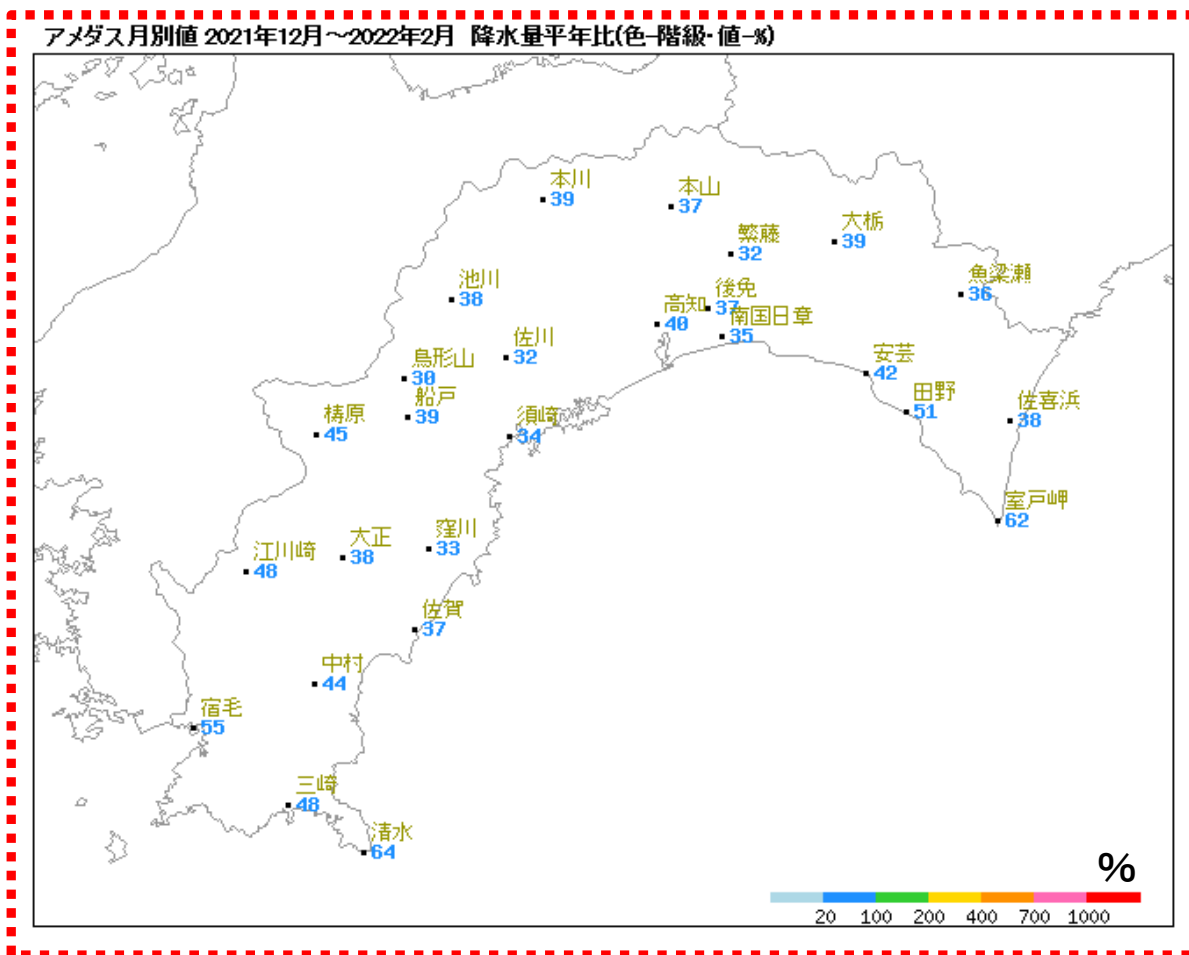 アメダス月別値 2021年12月～2022年2月 降水量平年比(色-階級・値-%)
本川
39
本山
37
繁藤
32
大栃
39
魚梁瀬
36
池川
38
高知
40
後免
37
南国日章
35
佐川
32
鳥形山
30
船戸
39
梼原
45
須崎
34
安芸
42
田野
51
佐喜浜
38
室戸岬
62
江川崎
48
大正
38
窪川
33
佐賀
37
中村
44
宿毛
55
三崎
48
清水
64
%
20 100 200 400 700 1000